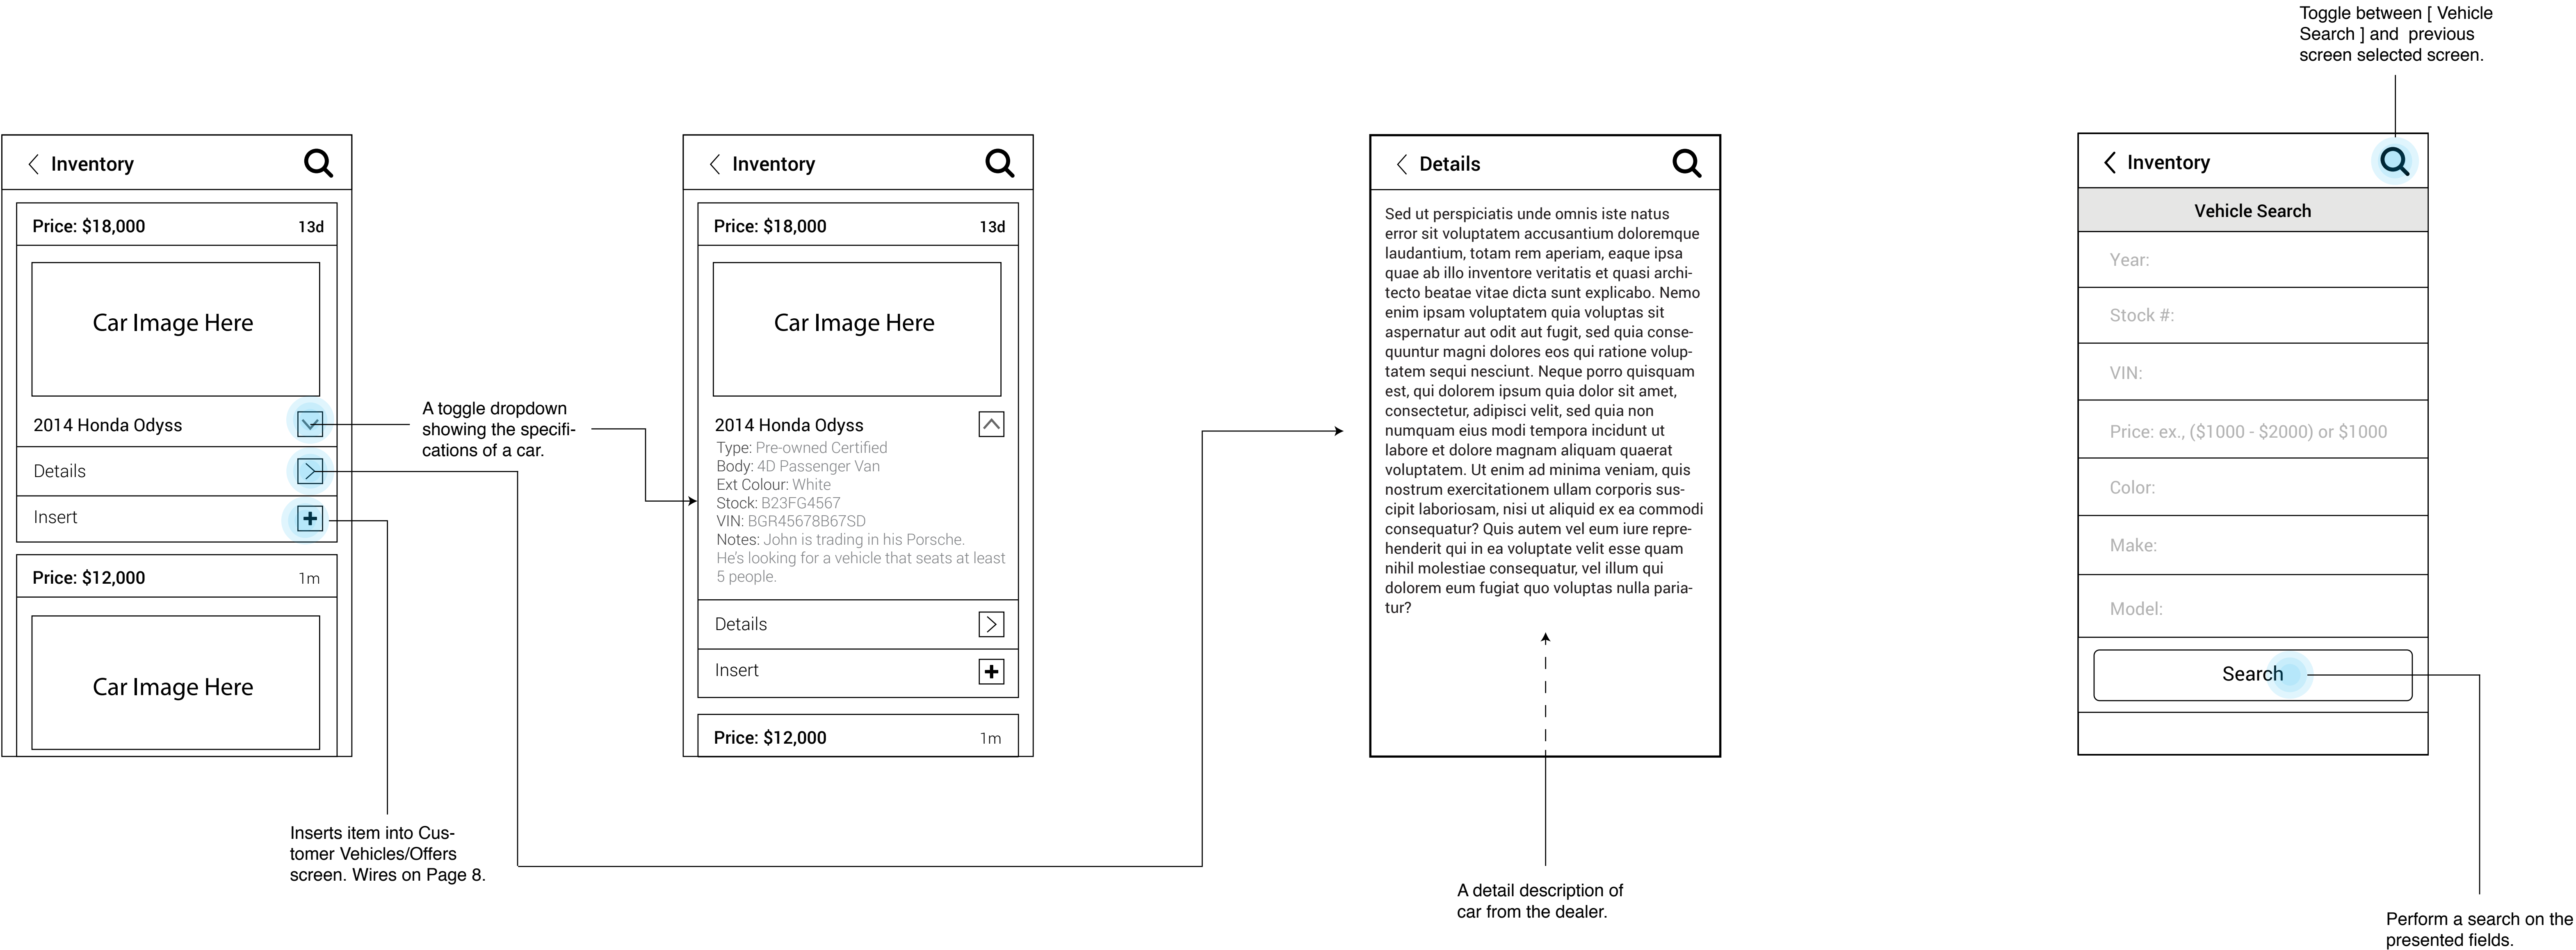 Toggle between [ Vehicle
Search ] and  previous
screen selected screen.
Inventory
Price: $18,000
13d
Car Image Here
2014 Honda Odyss
Details
Insert
Price: $12,000
1m
Car Image Here
A toggle dropdown
showing the specifi-
cations of a car.
Inserts item into Cus-
tomer Vehicles/Offers
screen. Wires on Page 8.
Inventory
Price: $18,000
13d
Car Image Here
2014 Honda Odyss
Type: Pre-owned Certified
Body: 4D Passenger Van
Ext Colour: White
Stock: B23FG4567
VIN: BGR45678B67SD
Notes: John is trading in his Porsche.
He's looking for a vehicle that seats at least
5 people.
Details
Insert
Price: $12,000
1m
Details
Sed ut perspiciatis unde omnis iste natus
error sit voluptatem accusantium doloremque
laudantium, totam rem aperiam, eaque ipsa
quae ab illo inventore veritatis et quasi archi-
tecto beatae vitae dicta sunt explicabo. Nemo
enim ipsam voluptatem quia voluptas sit
aspernatur aut odit aut fugit, sed quia conse-
quuntur magni dolores eos qui ratione volup-
tatem sequi nesciunt. Neque porro quisquam
est, qui dolorem ipsum quia dolor sit amet,
consectetur, adipisci velit, sed quia non
numquam eius modi tempora incidunt ut
labore et dolore magnam aliquam quaerat
voluptatem. Ut enim ad minima veniam, quis
nostrum exercitationem ullam corporis sus-
cipit laboriosam, nisi ut aliquid ex ea commodi
consequatur? Quis autem vel eum iure repre-
henderit qui in ea voluptate velit esse quam
nihil molestiae consequatur, vel illum qui
dolorem eum fugiat quo voluptas nulla paria-
tur?
A detail description of
car from the dealer.
Inventory
Vehicle Search
Year:
Stock #:
VIN:
Price: ex., ($1000 - $2000) or $1000
Color:
Make:
Model:
Search
Perform a search on the
presented fields.